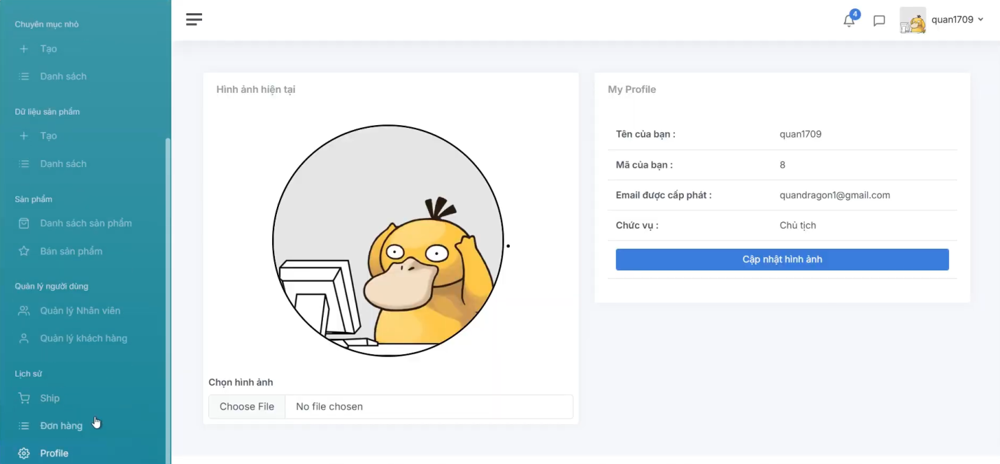 Chuyên mục nhỏ
Tạo
Danh sách
Dữ liệu sản phẩm
Tạo
Danh sách
Sản phẩm
Danh sách sản phẩm
Bán sản phẩm
Quản lý người dùng
Quản lý Nhân viên
Quản lý khách hàng
Lịch sử
Ship
Đơn hàng
Profile
4
quan1709
Hình ảnh hiện tại
Chọn hình ảnh
Choose File No file chosen
My Profile
Tên của bạn : quan1709
Mã của bạn : 8
Email được cấp phát : quandragon1@gmail.com
Chức vụ : Chủ tịch
Cập nhật hình ảnh